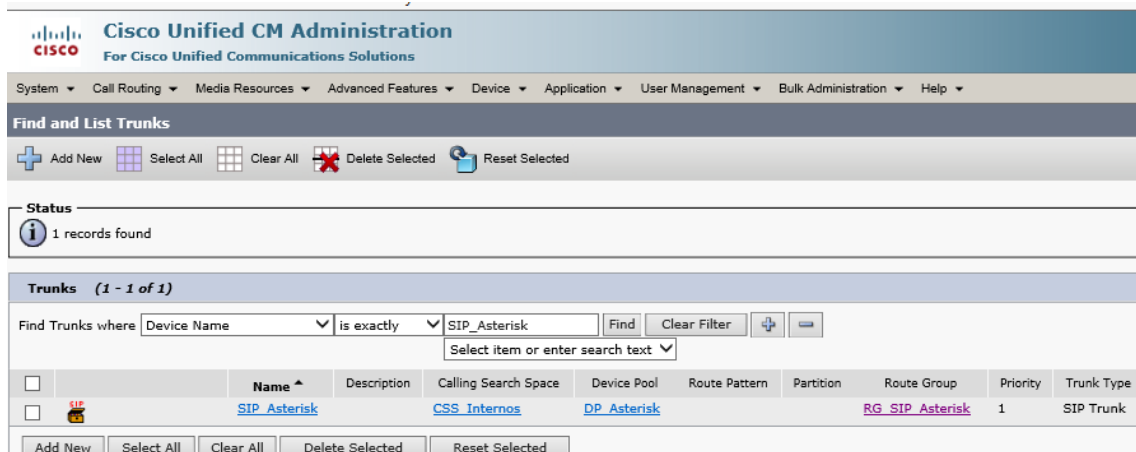 CISCO
Cisco Unified CM Administration
For Cisco Unified Communications Solutions
System Call Routing Media Resources Advanced Features Device Application User Management Bulk Administration Help
Find and List Trunks
Add New Select All Clear All Delete Selected Reset Selected
Status
i 1 records found
Trunks (1 - 1 of 1)
Find Trunks where Device Name is exactly SIP_Asterisk Find Clear Filter
Select item or enter search text
Name Description Calling Search Space Device Pool Route Pattern Partition Route Group Priority Trunk Type
SIP SIP_Asterisk CSS_Internos DP_Asterisk RG_SIP_Asterisk 1 SIP Trunk
Add New Select All Clear All Delete Selected Reset Selected